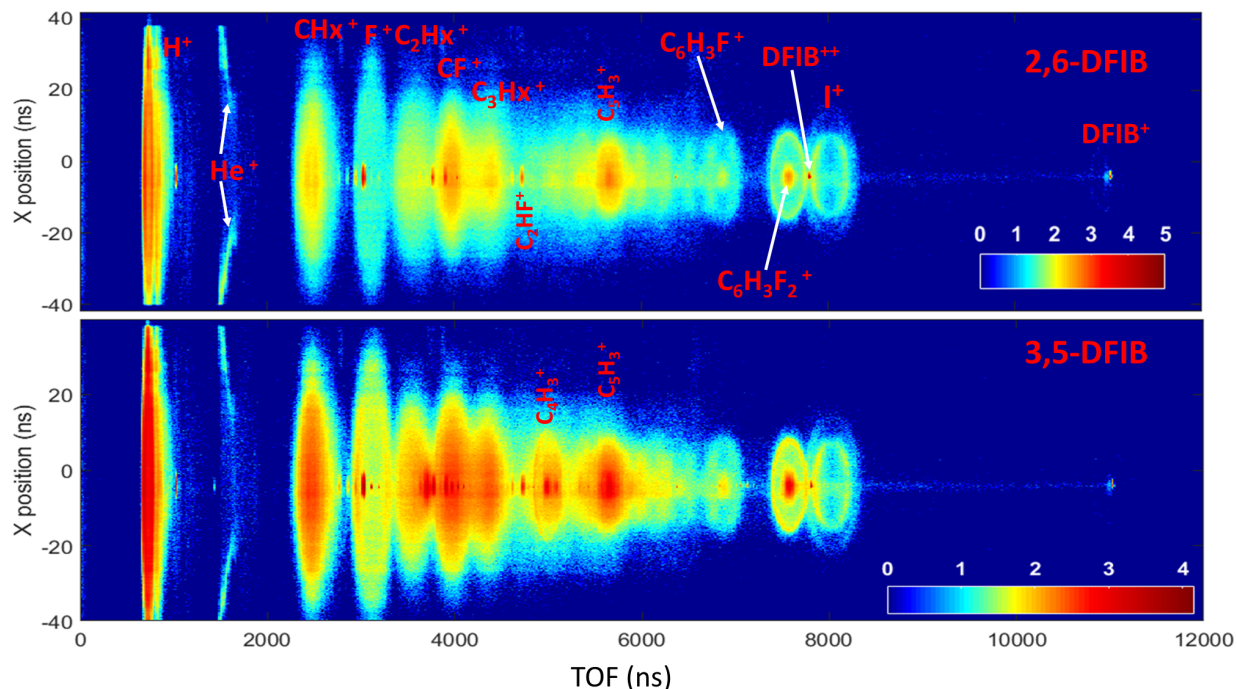 CHx⁺ F⁺ C₂Hx⁺
H⁺
C₆H₃F⁺
DFIB⁺⁺
2,6-DFIB
CF⁺
C₃Hx⁺
C₅H₃⁺
I⁺
DFIB⁺
He⁺
C₂HF⁺
C₆H₃F₂⁺
0 1 2 3 4 5
X position (ns)
40
20
0
-20
-40
3,5-DFIB
C₄H₃⁺
C₅H₃⁺
0 1 2 3 4
X position (ns)
20
0
-20
-40
0 2000 4000 6000 8000 10000 12000
TOF (ns)